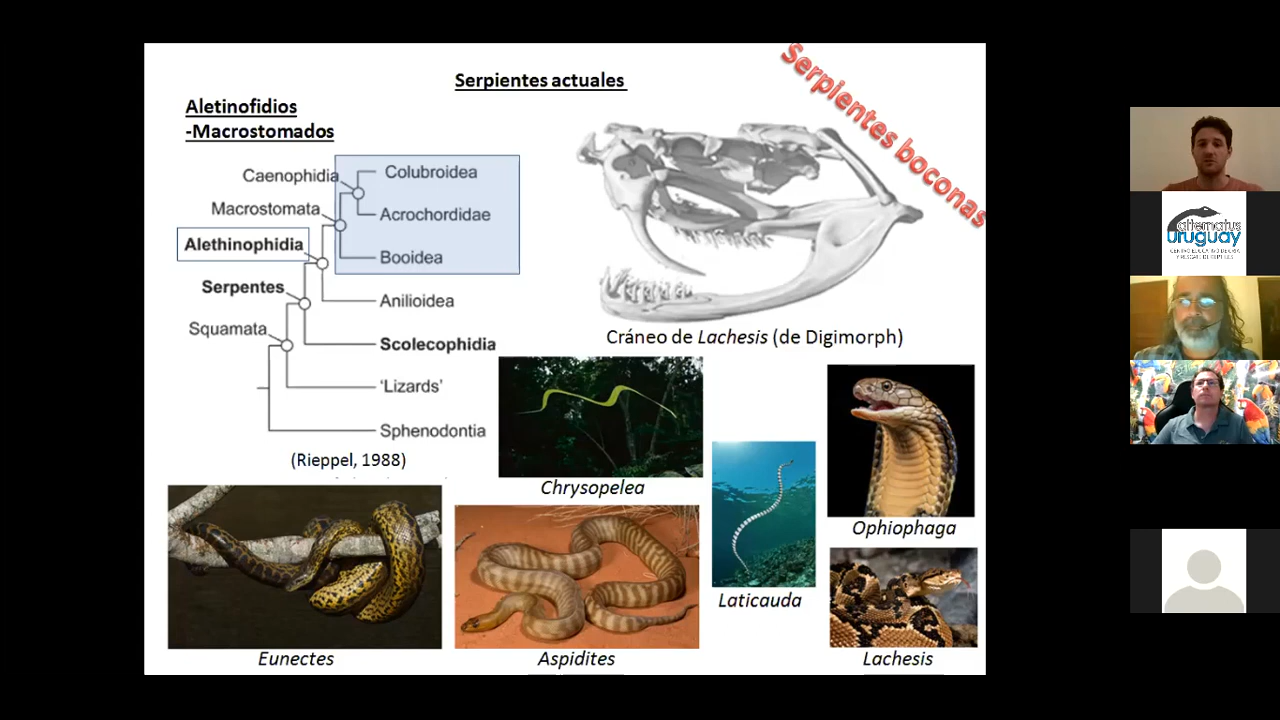 Serpientes actuales
Serpientes boconas
Aletinofidios
-Macrostomados
Caenophidia
Colubroidea
Macrostomata
Acrochordidae
Alethinophidia
Booidea
Serpentes
Anilioidea
Squamata
Scolecophidia
'Lizards'
Sphenodontia
(Rieppel, 1988)
Cráneo de Lachesis (de Digimorph)
Chrysopelea
Ophiophaga
Laticauda
Eunectes
Aspidites
Lachesis
alternatus
uruguay